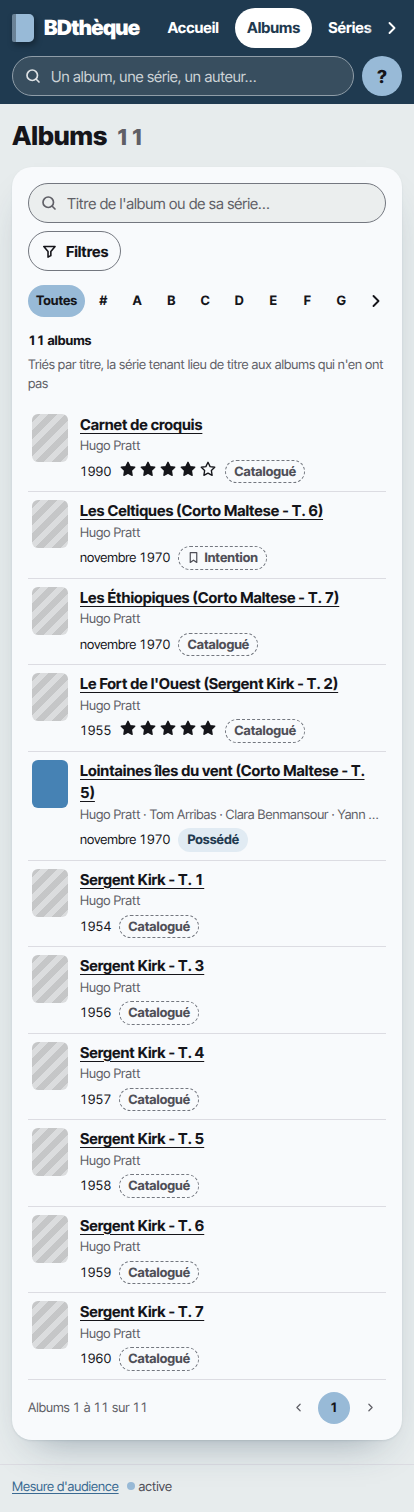 BDthèque Accueil Albums Séries
Un album, une série, un auteur...
?
Albums 11
Titre de l'album ou de sa série...
Filtres
Toutes # A B C D E F G
11 albums
Triés par titre, la série tenant lieu de titre aux albums qui n'en ont
pas
Carnet de croquis
Hugo Pratt
1990 Catalogué
Les Celtiques (Corto Maltese - T. 6)
Hugo Pratt
novembre 1970 Intention
Les Éthiopiques (Corto Maltese - T. 7)
Hugo Pratt
novembre 1970 Catalogué
Le Fort de l'Ouest (Sergent Kirk - T. 2)
Hugo Pratt
1955 Catalogué
Lointaines îles du vent (Corto Maltese - T.
5)
Hugo Pratt · Tom Arribas · Clara Benmansour · Yann ...
novembre 1970 Possédé
Sergent Kirk - T. 1
Hugo Pratt
1954 Catalogué
Sergent Kirk - T. 3
Hugo Pratt
1956 Catalogué
Sergent Kirk - T. 4
Hugo Pratt
1957 Catalogué
Sergent Kirk - T. 5
Hugo Pratt
1958 Catalogué
Sergent Kirk - T. 6
Hugo Pratt
1959 Catalogué
Sergent Kirk - T. 7
Hugo Pratt
1960 Catalogué
Albums 1 à 11 sur 11 1
Mesure d'audience active